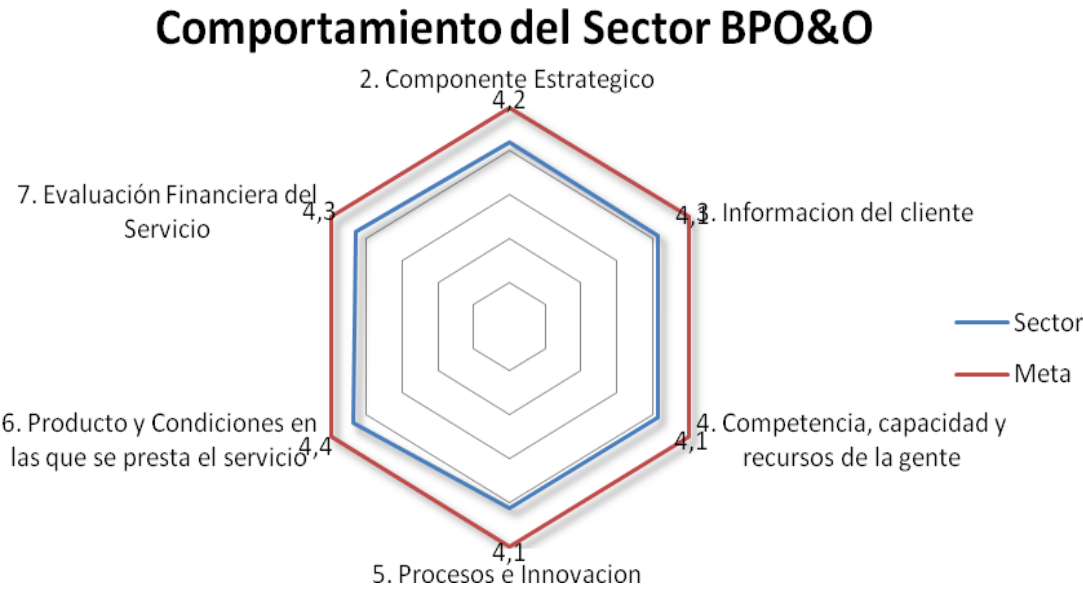 Comportamiento del Sector BPO&O
2. Componente Estrategico
4,2
7. Evaluación Financiera del
Servicio
4,3
4,1
3. Informacion del cliente
Sector
Meta
6. Producto y Condiciones en
las que se presta el servicio
4,4
4. Competencia, capacidad y
recursos de la gente
4,1
4,1
5. Procesos e Innovacion